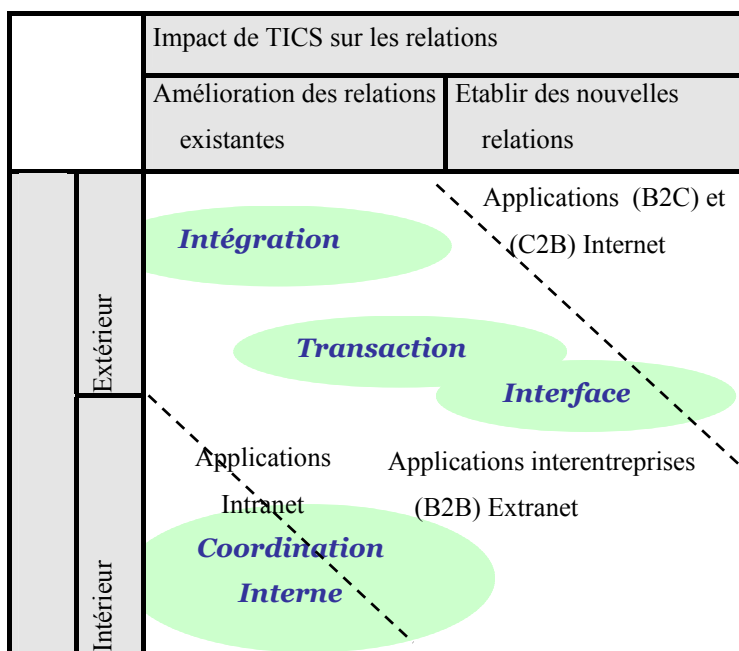 Impact de TICS sur les relations
Amélioration des relations
existantes
Etablir des nouvelles
relations
Extérieur
Applications (B2C) et
(C2B) Internet
Intégration
Transaction
Interface
Intérieur
Applications
Intranet
Applications interentreprises
(B2B) Extranet
Coordination
Interne